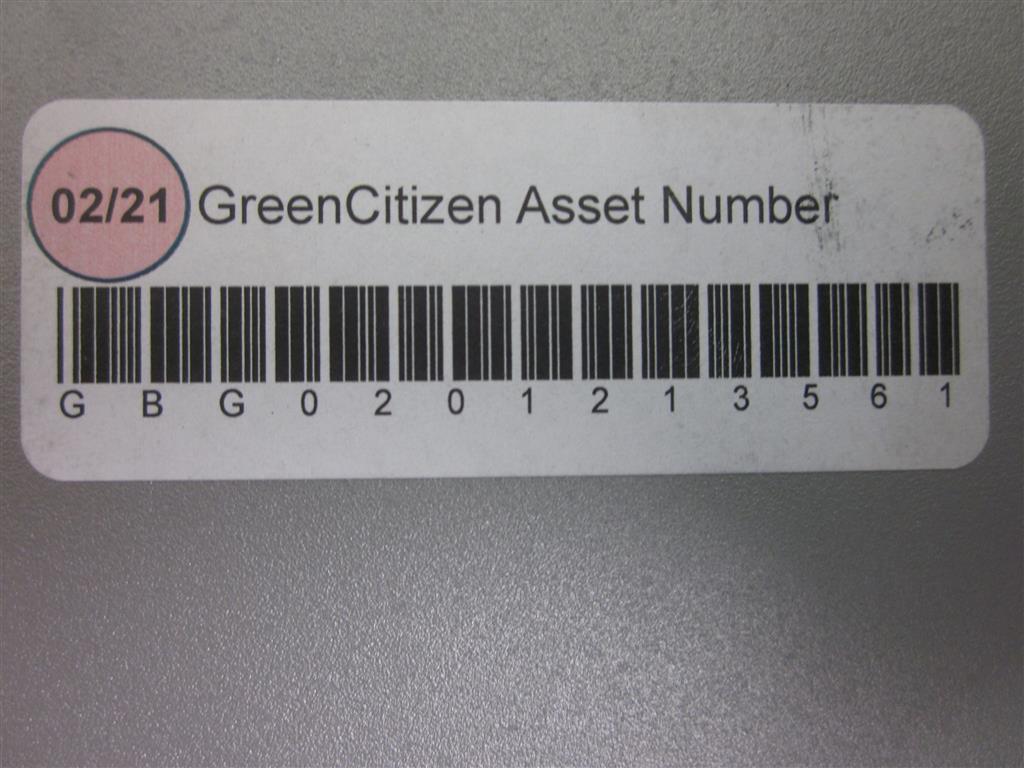 02/21 GreenCitizen Asset Number
G B G 0 2 0 1 2 1 3 5 6 1